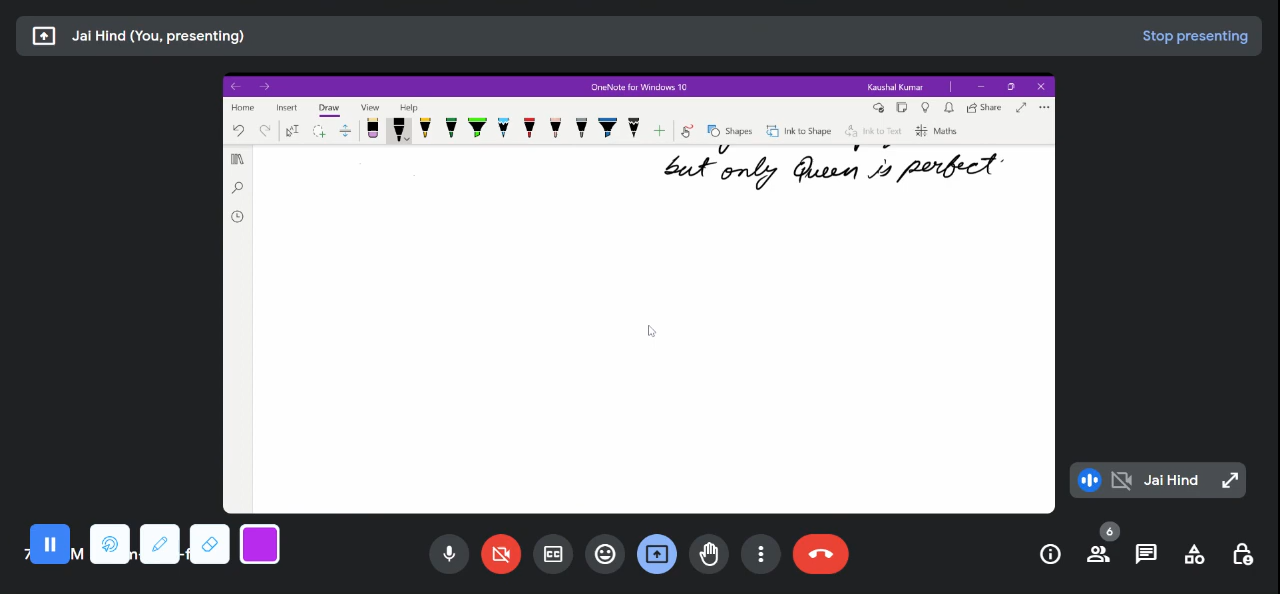 Jai Hind (You, presenting)
Stop presenting
OneNote for Windows 10
Kaushal Kumar
Home Insert Draw View Help
Share
Shapes Ink to Shape Ink to Text Maths
but only Queen is perfect.
Jai Hind
6